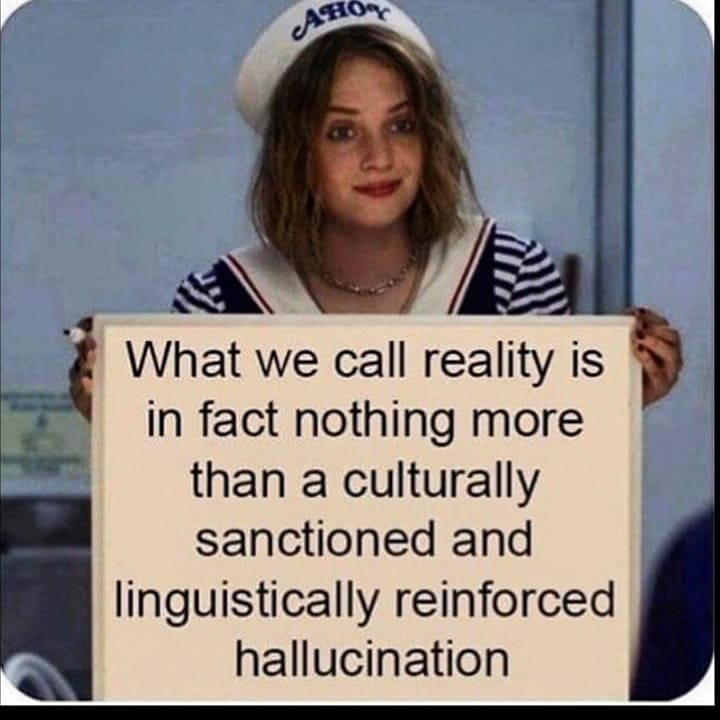 AHOY
What we call reality is
in fact nothing more
than a culturally
sanctioned and
linguistically reinforced
hallucination